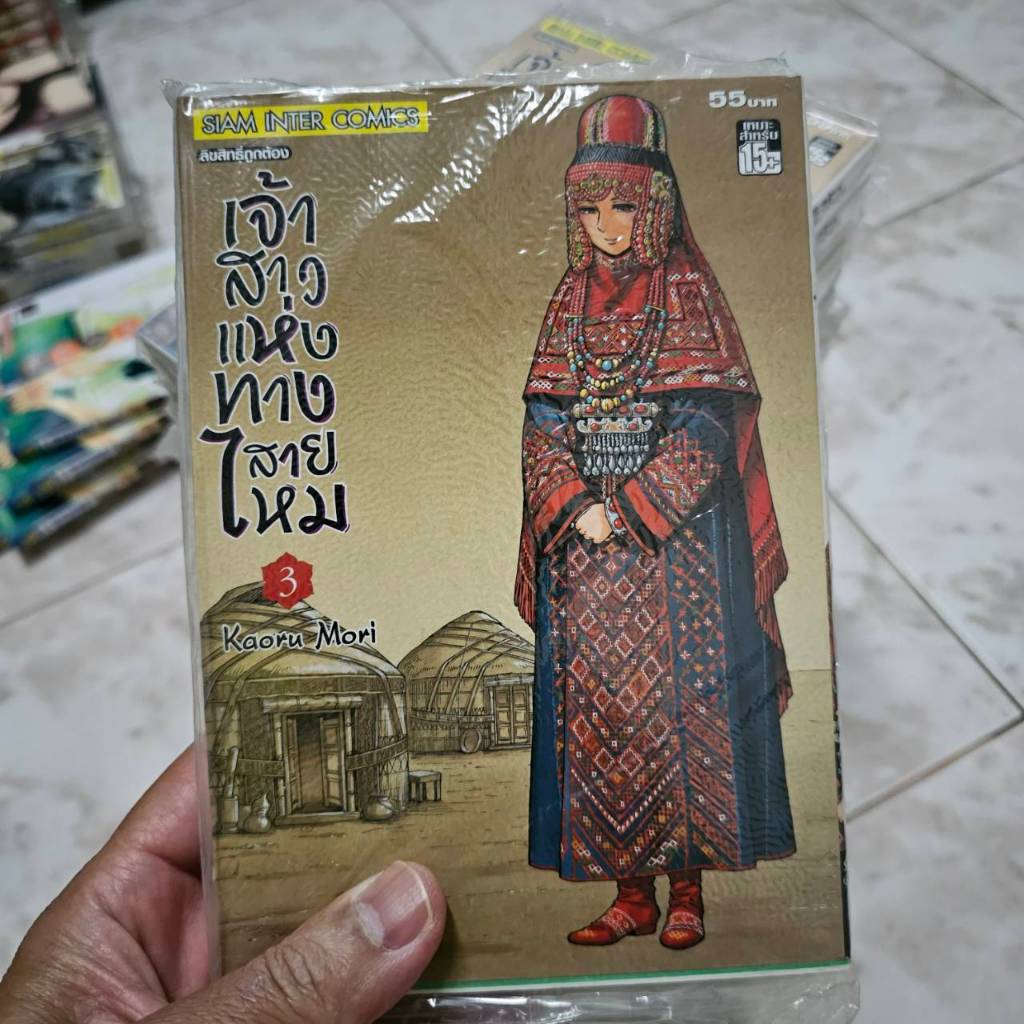 SIAM INTER COMICS
ลิขสิทธิ์ถูกต้อง
55 บาท
เหมาะ
สำหรับ
15+
เจ้า
สาว
แห่ง
ทาง
สาย
ไหม
3
Kaoru Mori